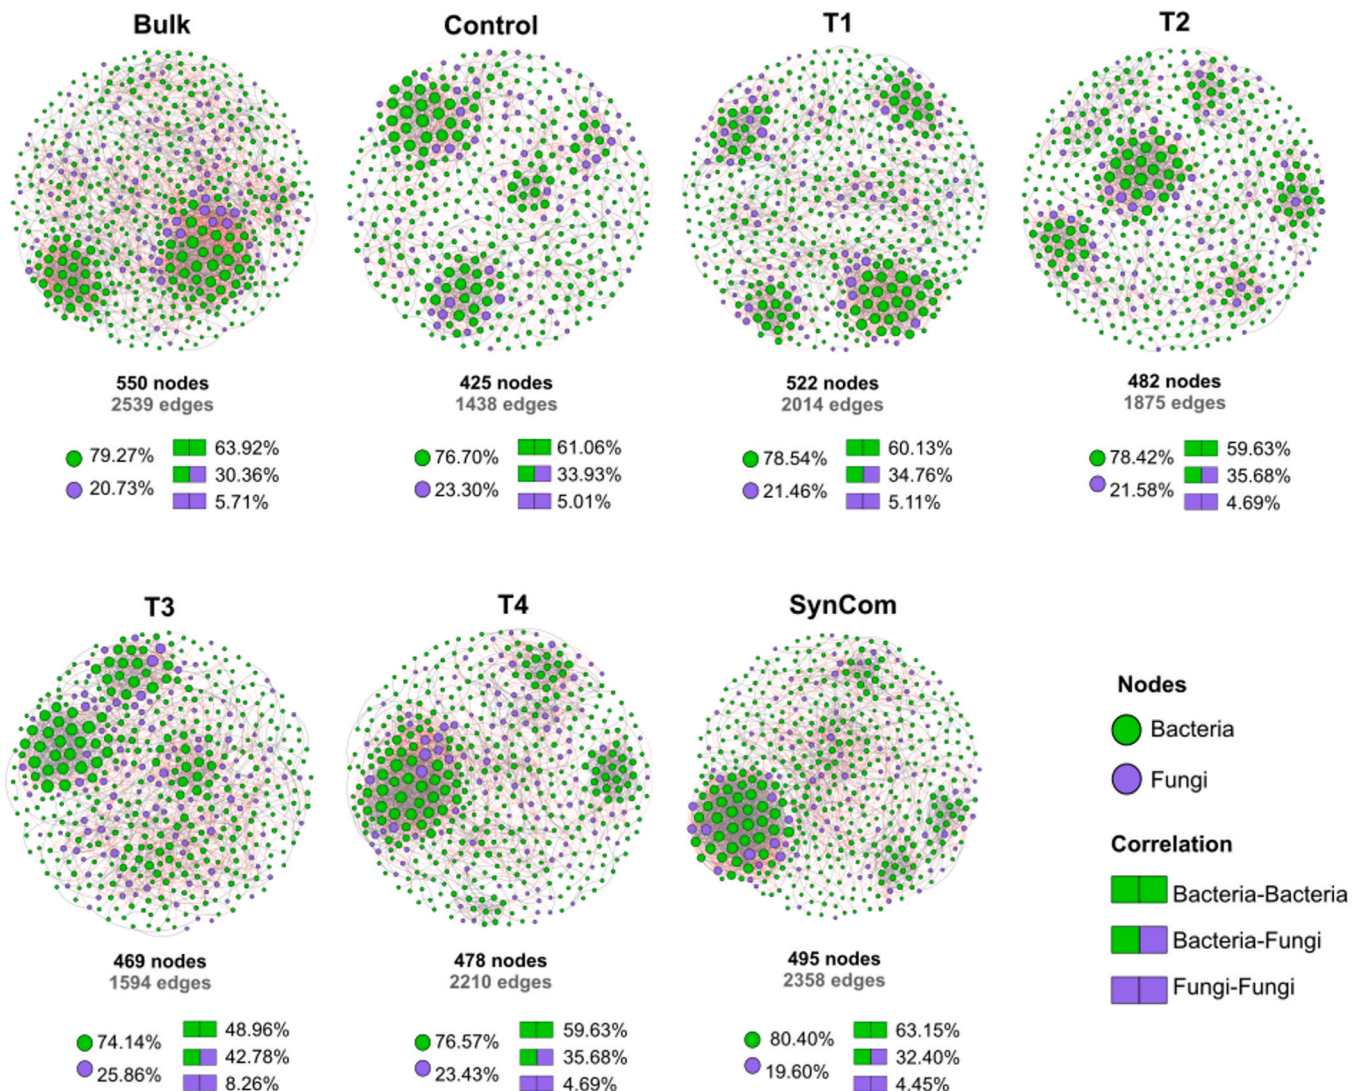 Bulk
Control
T1
T2
550 nodes
2539 edges
425 nodes
1438 edges
522 nodes
2014 edges
482 nodes
1875 edges
79.27%
20.73%
63.92%
30.36%
5.71%
76.70%
23.30%
61.06%
33.93%
5.01%
78.54%
21.46%
60.13%
34.76%
5.11%
78.42%
21.58%
59.63%
35.68%
4.69%
T3
T4
SynCom
469 nodes
1594 edges
478 nodes
2210 edges
495 nodes
2358 edges
74.14%
25.86%
48.96%
42.78%
8.26%
76.57%
23.43%
59.63%
35.68%
4.69%
80.40%
19.60%
63.15%
32.40%
4.45%
Nodes
Bacteria
Fungi
Correlation
Bacteria-Bacteria
Bacteria-Fungi
Fungi-Fungi